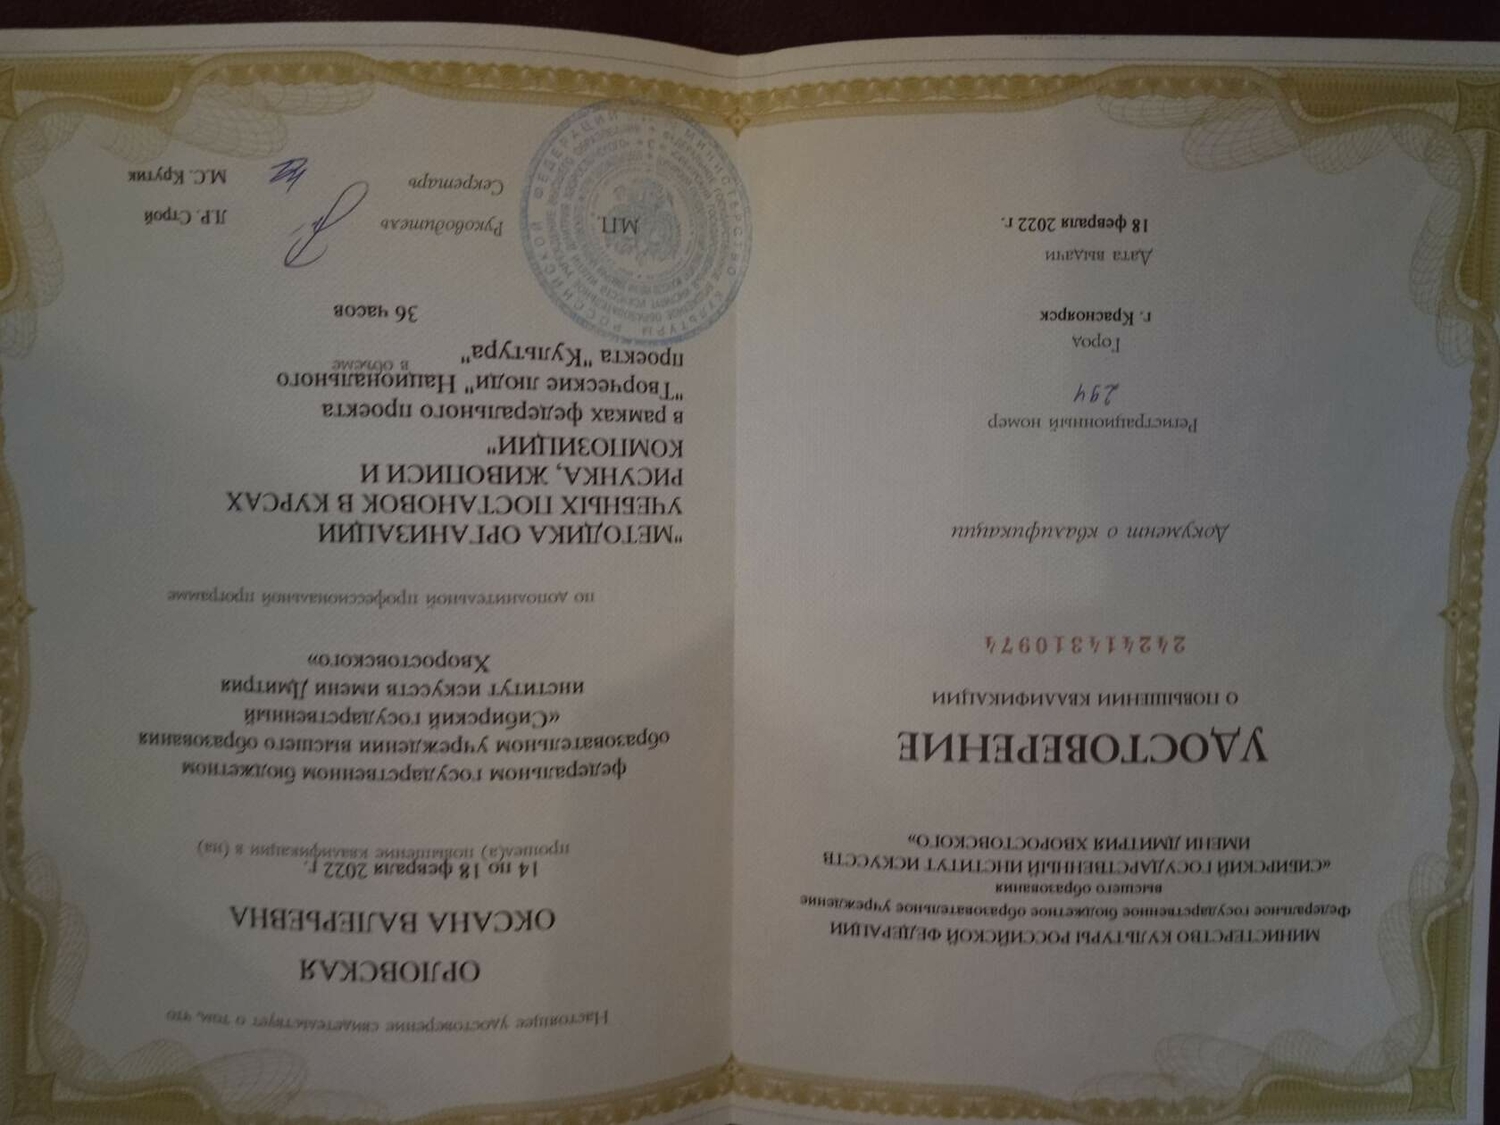 МИНИСТЕРСТВО КУЛЬТУРЫ РОССИЙСКОЙ ФЕДЕРАЦИИ
Федеральное государственное бюджетное образовательное учреждение
высшего образования
«СИБИРСКИЙ ГОСУДАРСТВЕННЫЙ ИНСТИТУТ ИСКУССТВ
ИМЕНИ ДМИТРИЯ ХВОРОСТОВСКОГО»
УДОСТОВЕРЕНИЕ
О ПОВЫШЕНИИ КВАЛИФИКАЦИИ
242414310974
Документ о квалификации
Регистрационный номер
294
Город
г. Красноярск
Дата выдачи
18 февраля 2022 г.
Настоящее удостоверение свидетельствует о том, что
ОРЛОВСКАЯ
ОКСАНА ВАЛЕРЬЕВНА
14 по 18 февраля 2022 г.
прошел(а) повышение квалификации в (на)
федеральном государственном бюджетном
образовательном учреждении высшего образования
«Сибирский государственный
институт искусств имени Дмитрия
Хворостовского»
по дополнительной профессиональной программе
"МЕТОДИКА ОРГАНИЗАЦИИ
УЧЕБНЫХ ПОСТАНОВОК В КУРСАХ
РИСУНКА, ЖИВОПИСИ И
КОМПОЗИЦИИ"
в рамках федерального проекта
"Творческие люди" Национального
проекта "Культура"
в объеме
36 часов
М.П.
Руководитель
Л.Р. Строй
Секретарь
М.С. Крутик
МИНИСТЕРСТВО КУЛЬТУРЫ РОССИЙСКОЙ ФЕДЕРАЦИИ